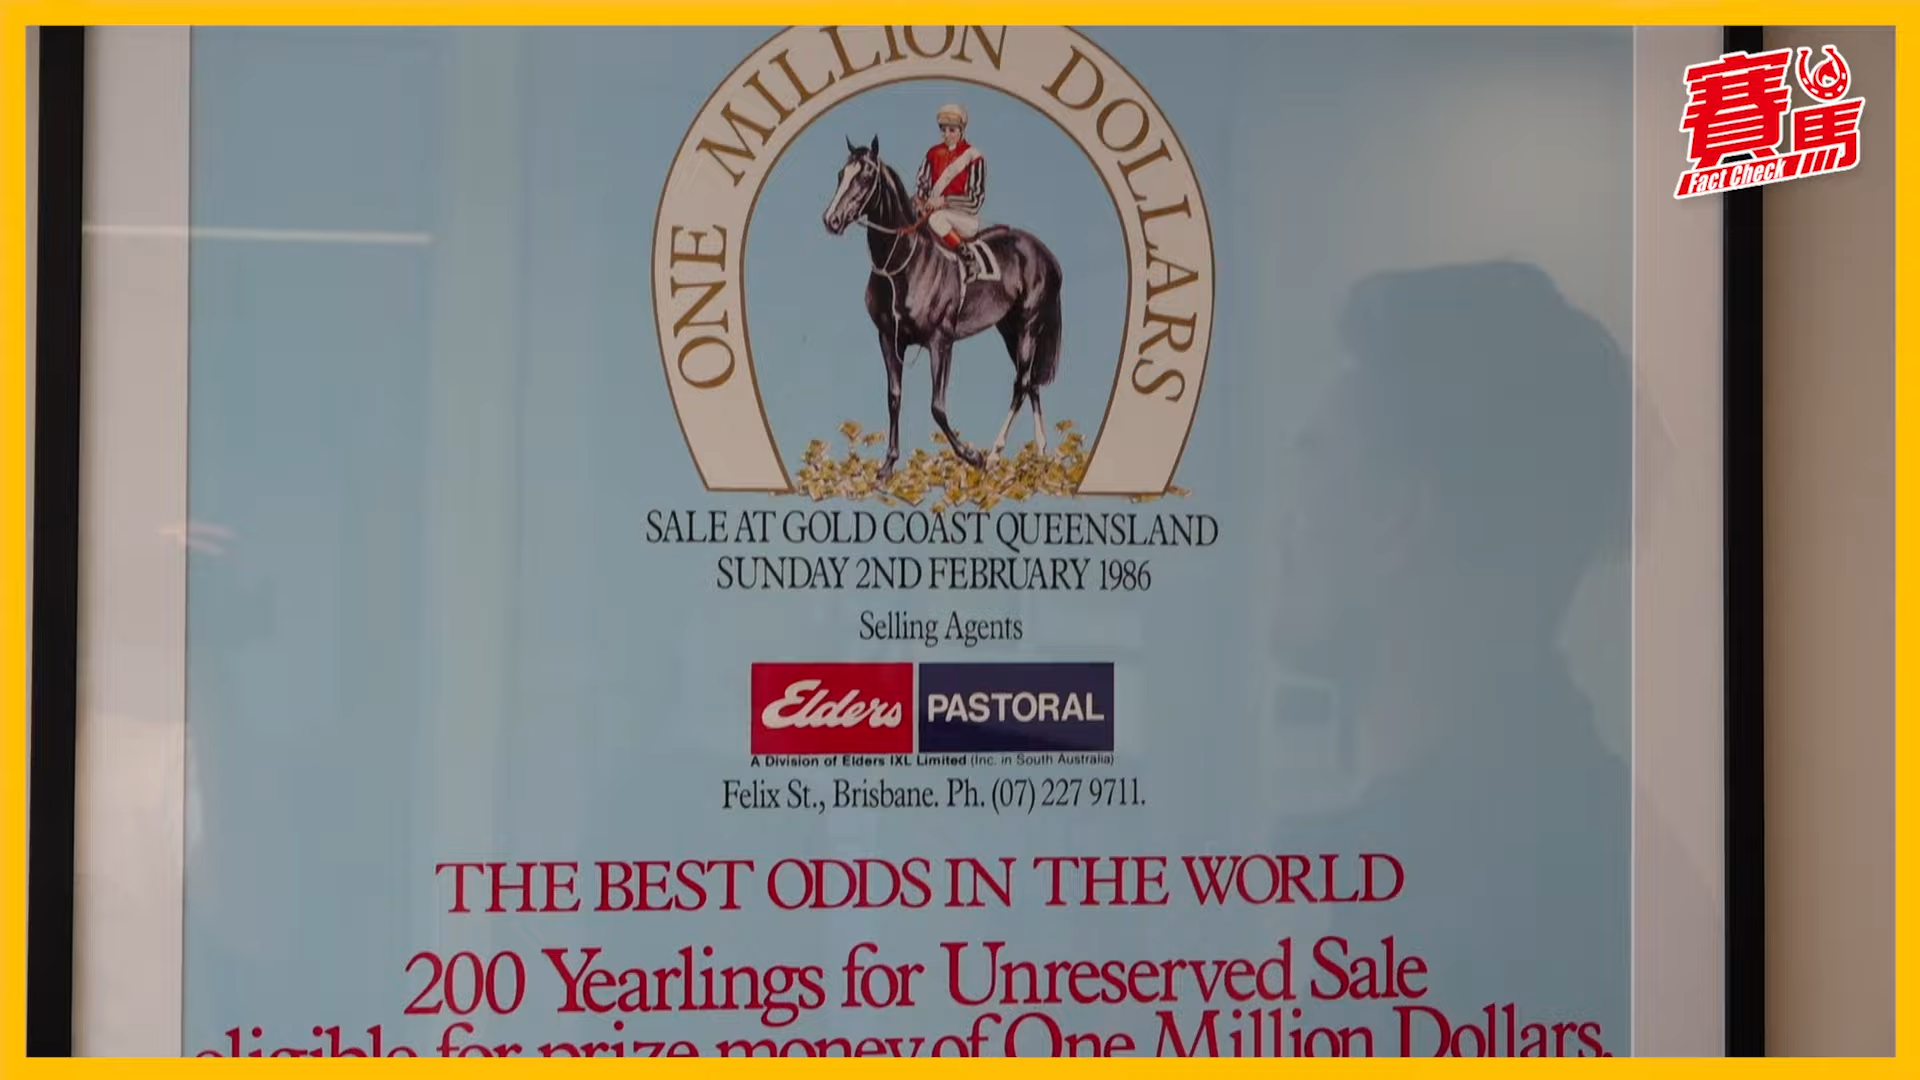 ONE MILLION DOLLARS
賽馬
Fact Check
SALE AT GOLD COAST QUEENSLAND
SUNDAY 2ND FEBRUARY 1986
Selling Agents
Elders PASTORAL
A Division of Elders IXL Limited (Inc. in South Australia)
Felix St., Brisbane. Ph. (07) 227 9711.
THE BEST ODDS IN THE WORLD
200 Yearlings for Unreserved Sale
eligible for prize money of One Million Dollars.